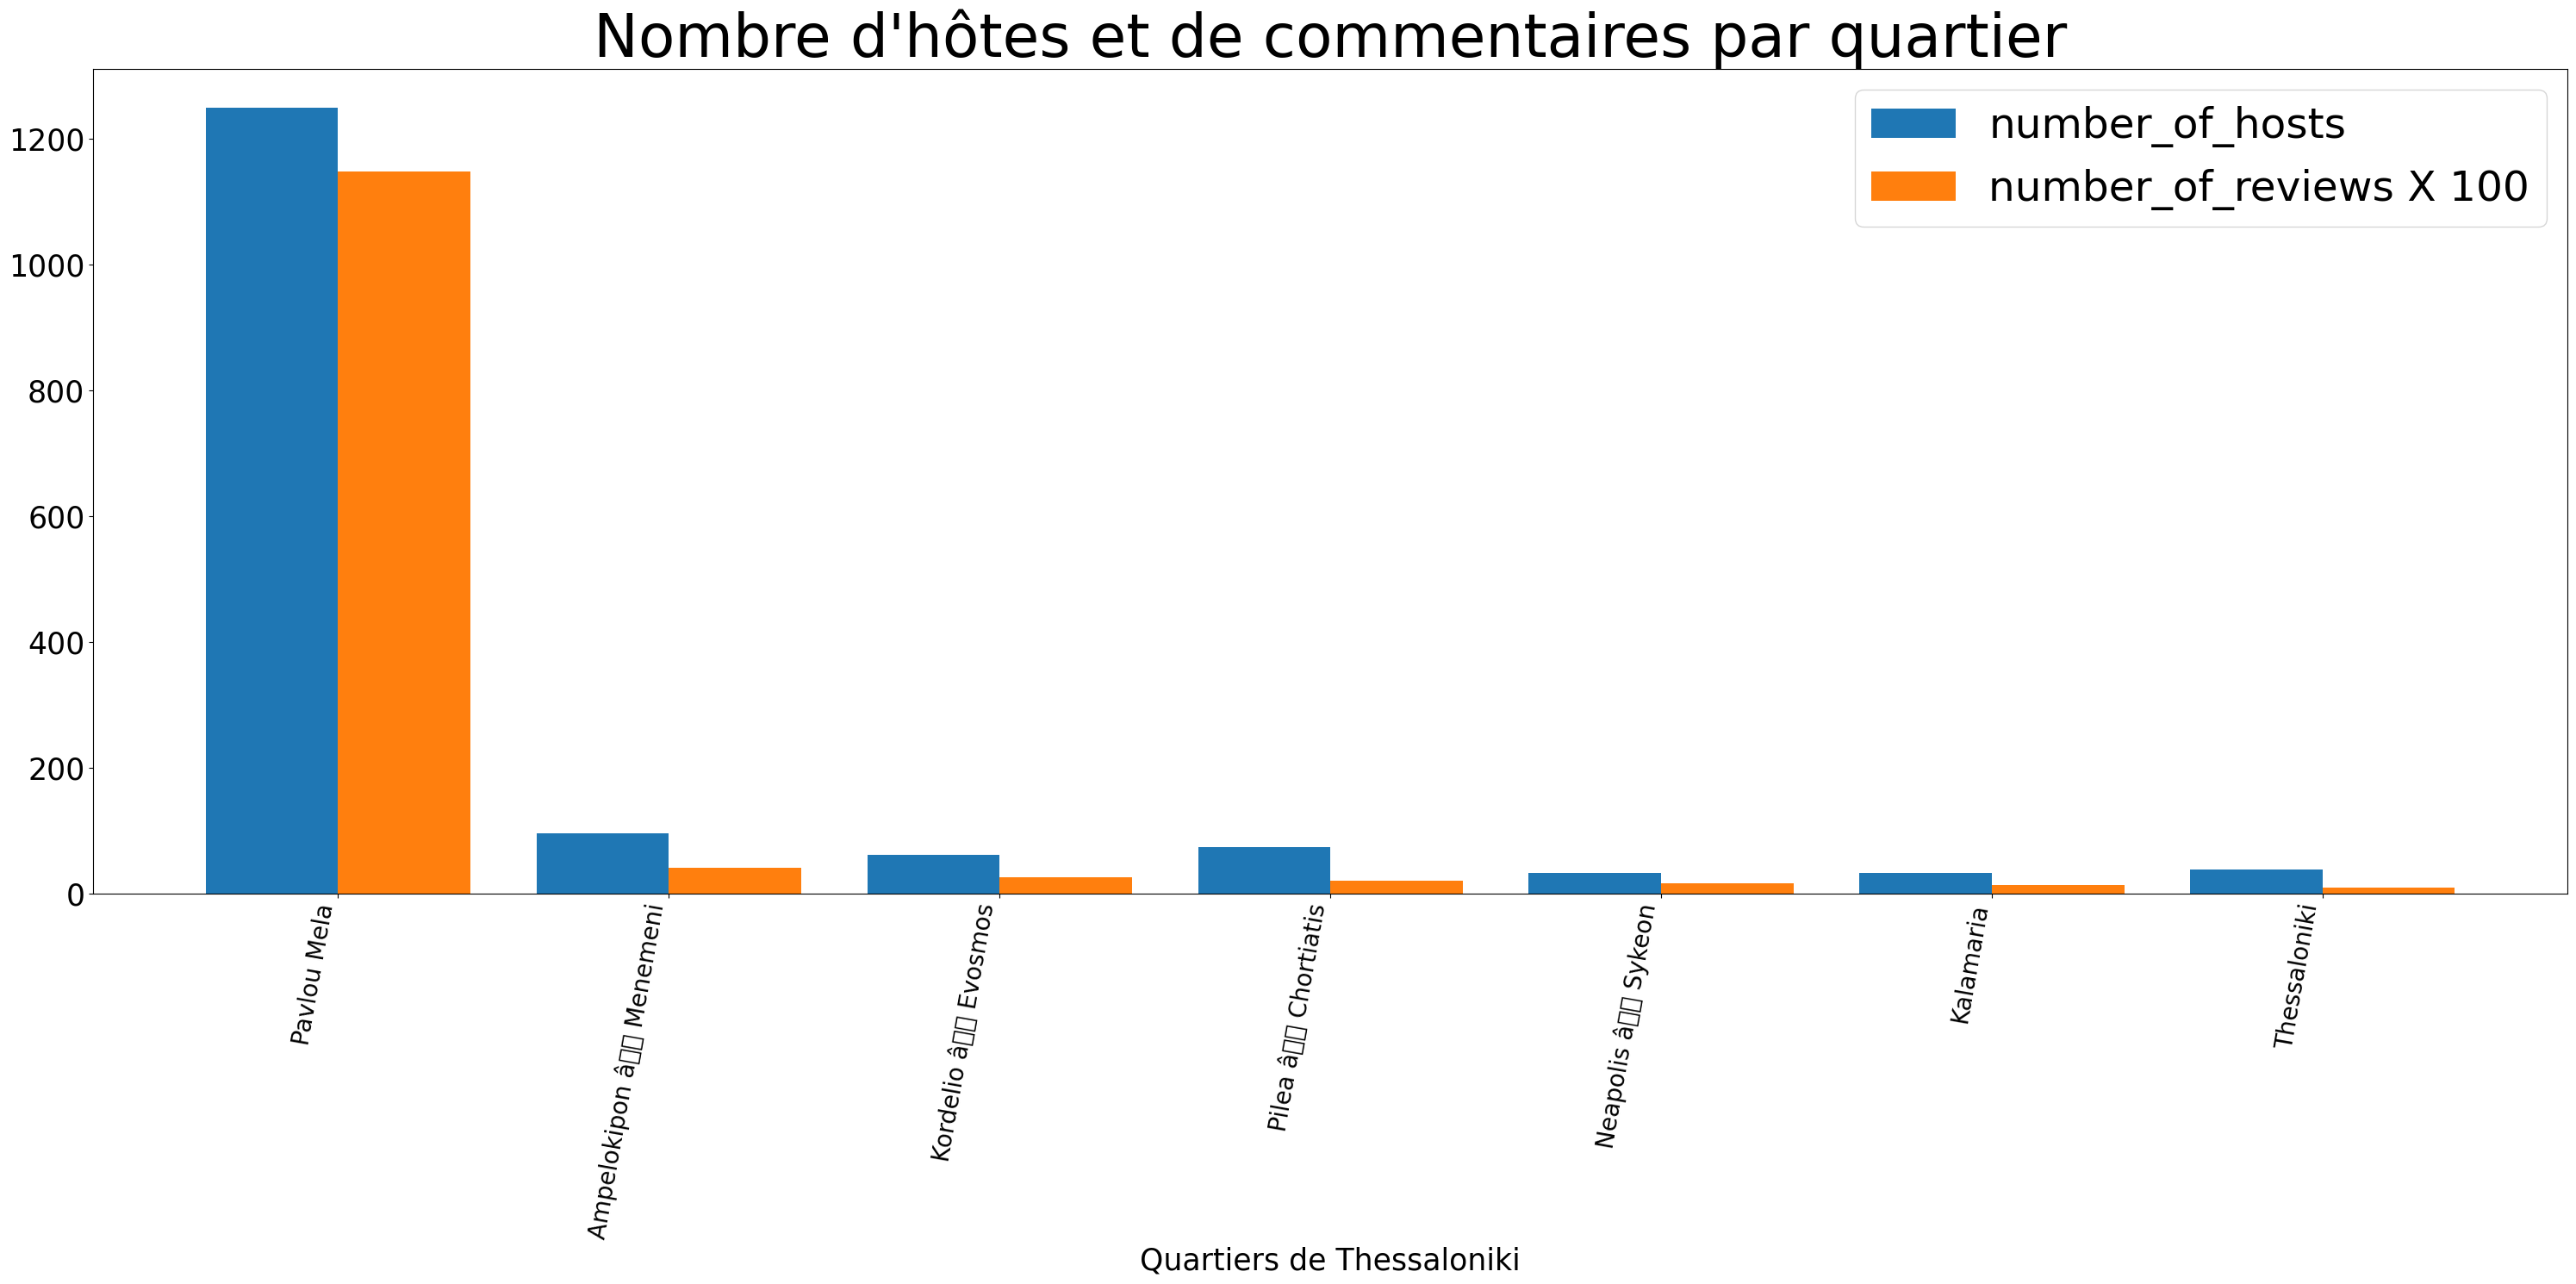 Nombre d'hôtes et de commentaires par quartier
number_of_hosts
number_of_reviews X 100
1200
1000
800
600
400
200
0
Pavlou Mela
Ampelokipon â□□ Menemeni
Kordelio â□□ Evosmos
Pilea â□□ Chortiatis
Neapolis â□□ Sykeon
Kalamaria
Thessaloniki
Quartiers de Thessaloniki